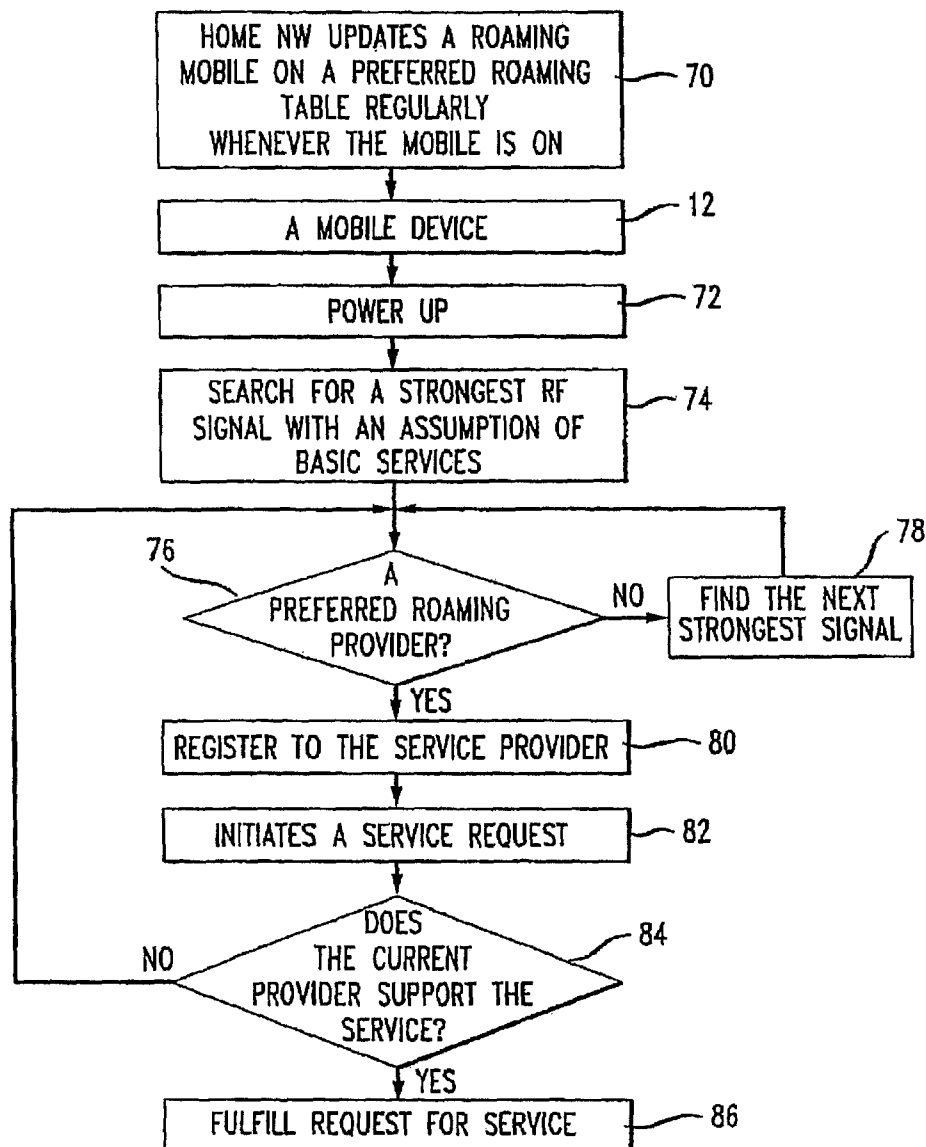 HOME NW UPDATES A ROAMING
MOBILE ON A PREFERRED ROAMING
TABLE REGULARLY
WHENEVER THE MOBILE IS ON
70
A MOBILE DEVICE
12
POWER UP
72
SEARCH FOR A STRONGEST RF
SIGNAL WITH AN ASSUMPTION OF
BASIC SERVICES
74
76
A
PREFERRED ROAMING
PROVIDER?
NO
78
FIND THE NEXT
STRONGEST SIGNAL
YES
REGISTER TO THE SERVICE PROVIDER
80
INITIATES A SERVICE REQUEST
82
DOES
THE CURRENT
PROVIDER SUPPORT THE
SERVICE?
84
NO
YES
FULFILL REQUEST FOR SERVICE
86